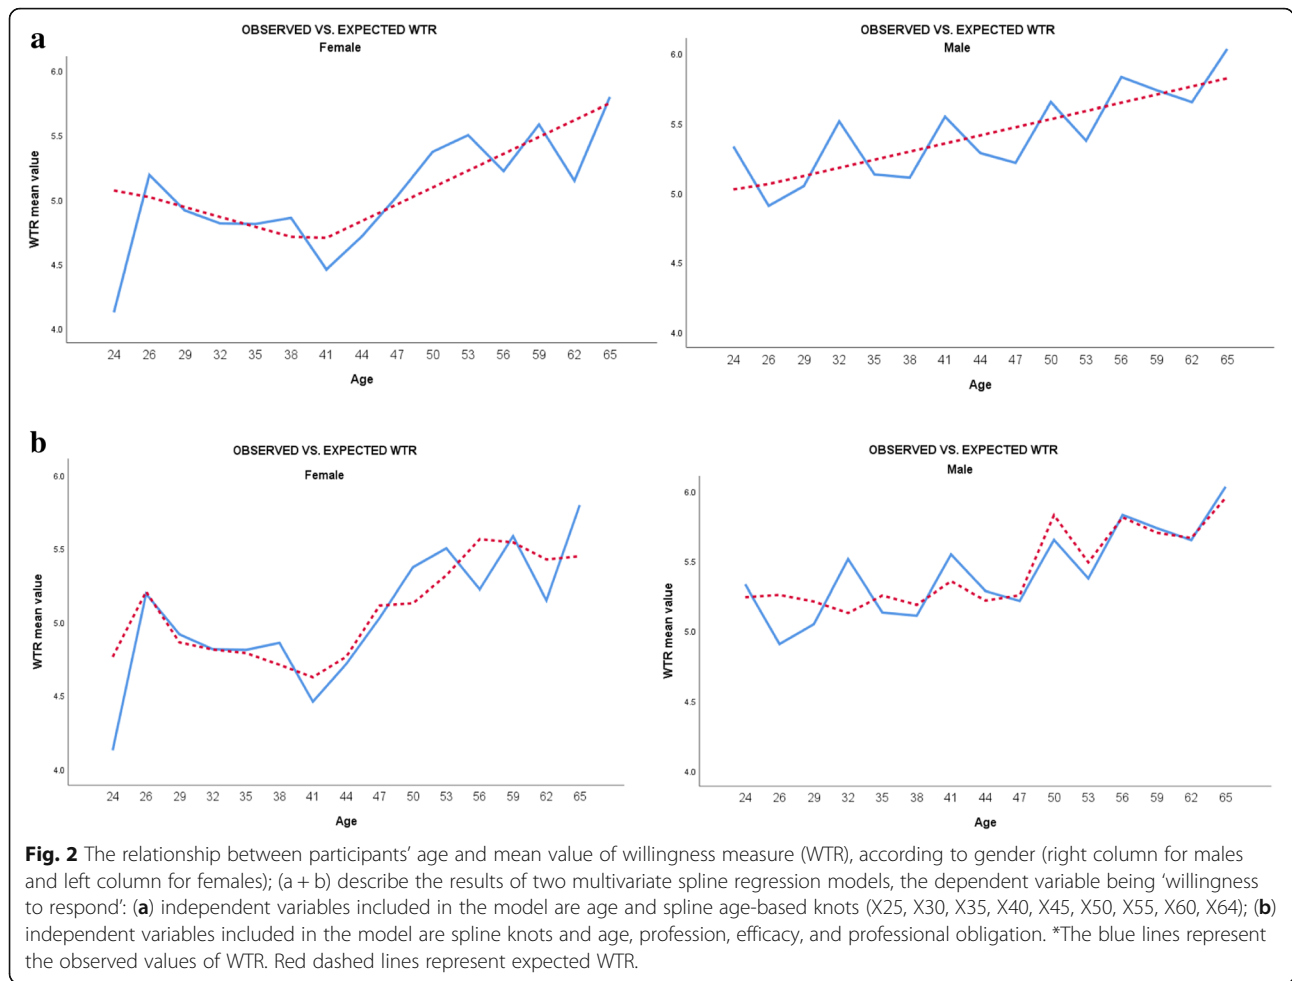 a
OBSERVED VS. EXPECTED WTR
Female
6.0
5.5
5.0
4.5
4.0
WTR mean value
24 26 29 32 35 38 41 44 47 50 53 56 59 62 65
Age
OBSERVED VS. EXPECTED WTR
Male
6.0
5.5
5.0
4.5
4.0
WTR mean value
24 26 29 32 35 38 41 44 47 50 53 56 59 62 65
Age
b
OBSERVED VS. EXPECTED WTR
Female
6.0
5.5
5.0
4.5
4.0
WTR mean value
24 26 29 32 35 38 41 44 47 50 53 56 59 62 65
Age
OBSERVED VS. EXPECTED WTR
Male
6.0
5.5
5.0
4.5
4.0
WTR mean value
24 26 29 32 35 38 41 44 47 50 53 56 59 62 65
Age
Fig. 2 The relationship between participants’ age and mean value of willingness measure (WTR), according to gender (right column for males
and left column for females); (a + b) describe the results of two multivariate spline regression models, the dependent variable being ‘willingness
to respond’: (a) independent variables included in the model are age and spline age-based knots (X25, X30, X35, X40, X45, X50, X55, X60, X64); (b)
independent variables included in the model are spline knots and age, profession, efficacy, and professional obligation. *The blue lines represent
the observed values of WTR. Red dashed lines represent expected WTR.